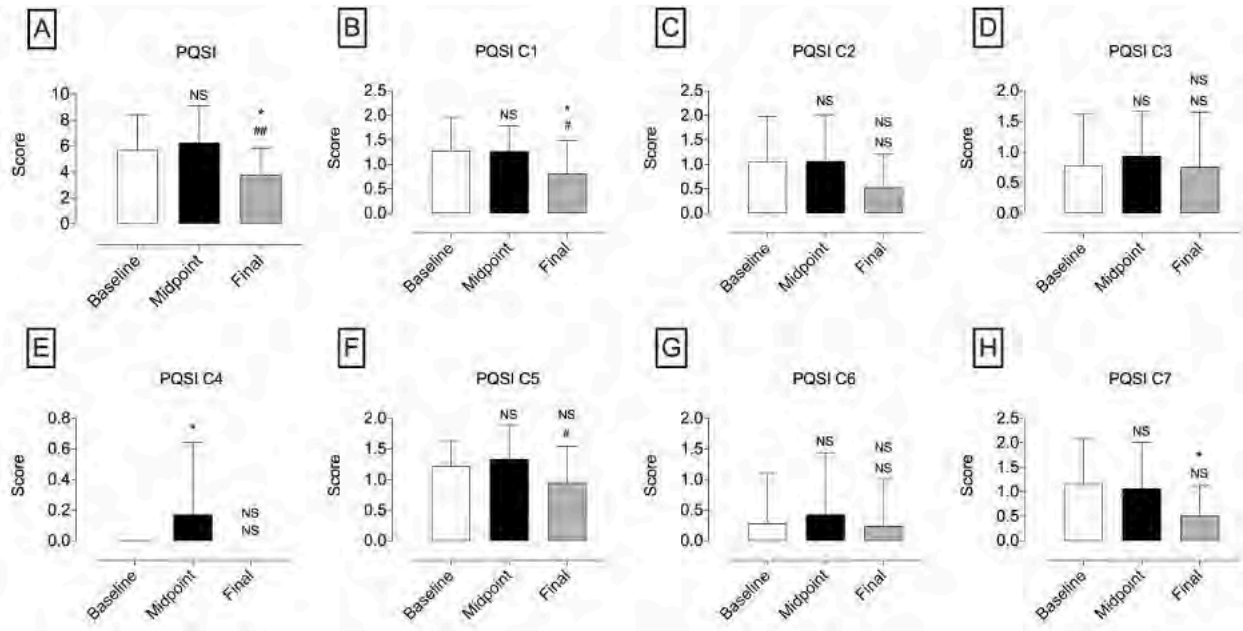 A
PQSI
Score
10
8
6
4
2
0
NS
*
##
Baseline
Midpoint
Final
B
PQSI C1
Score
2.5
2.0
1.5
1.0
0.5
0.0
NS
*
#
Baseline
Midpoint
Final
C
PQSI C2
Score
2.5
2.0
1.5
1.0
0.5
0.0
NS
NS
NS
Baseline
Midpoint
Final
D
PQSI C3
Score
2.0
1.5
1.0
0.5
0.0
NS
NS
NS
Baseline
Midpoint
Final
E
PQSI C4
Score
0.8
0.6
0.4
0.2
0.0
*
NS
NS
Baseline
Midpoint
Final
F
PQSI C5
Score
2.0
1.5
1.0
0.5
0.0
NS
NS
#
Baseline
Midpoint
Final
G
PQSI C6
Score
2.0
1.5
1.0
0.5
0.0
NS
NS
NS
Baseline
Midpoint
Final
H
PQSI C7
Score
2.5
2.0
1.5
1.0
0.5
0.0
NS
*
NS
Baseline
Midpoint
Final